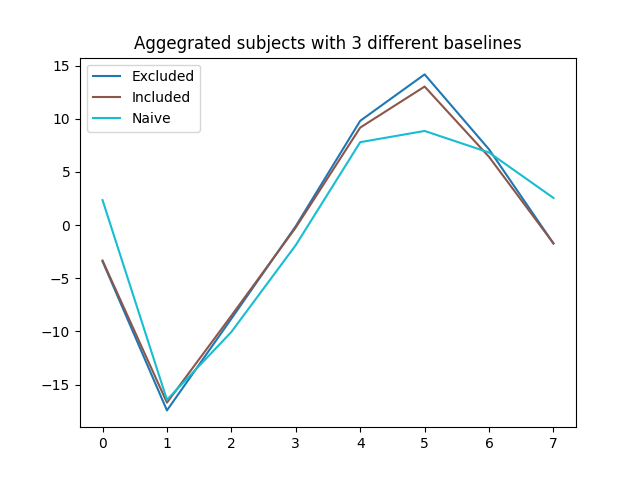 Aggegrated subjects with 3 different baselines
Excluded
Included
Naive
15
10
5
0
−5
−10
−15
0 1 2 3 4 5 6 7